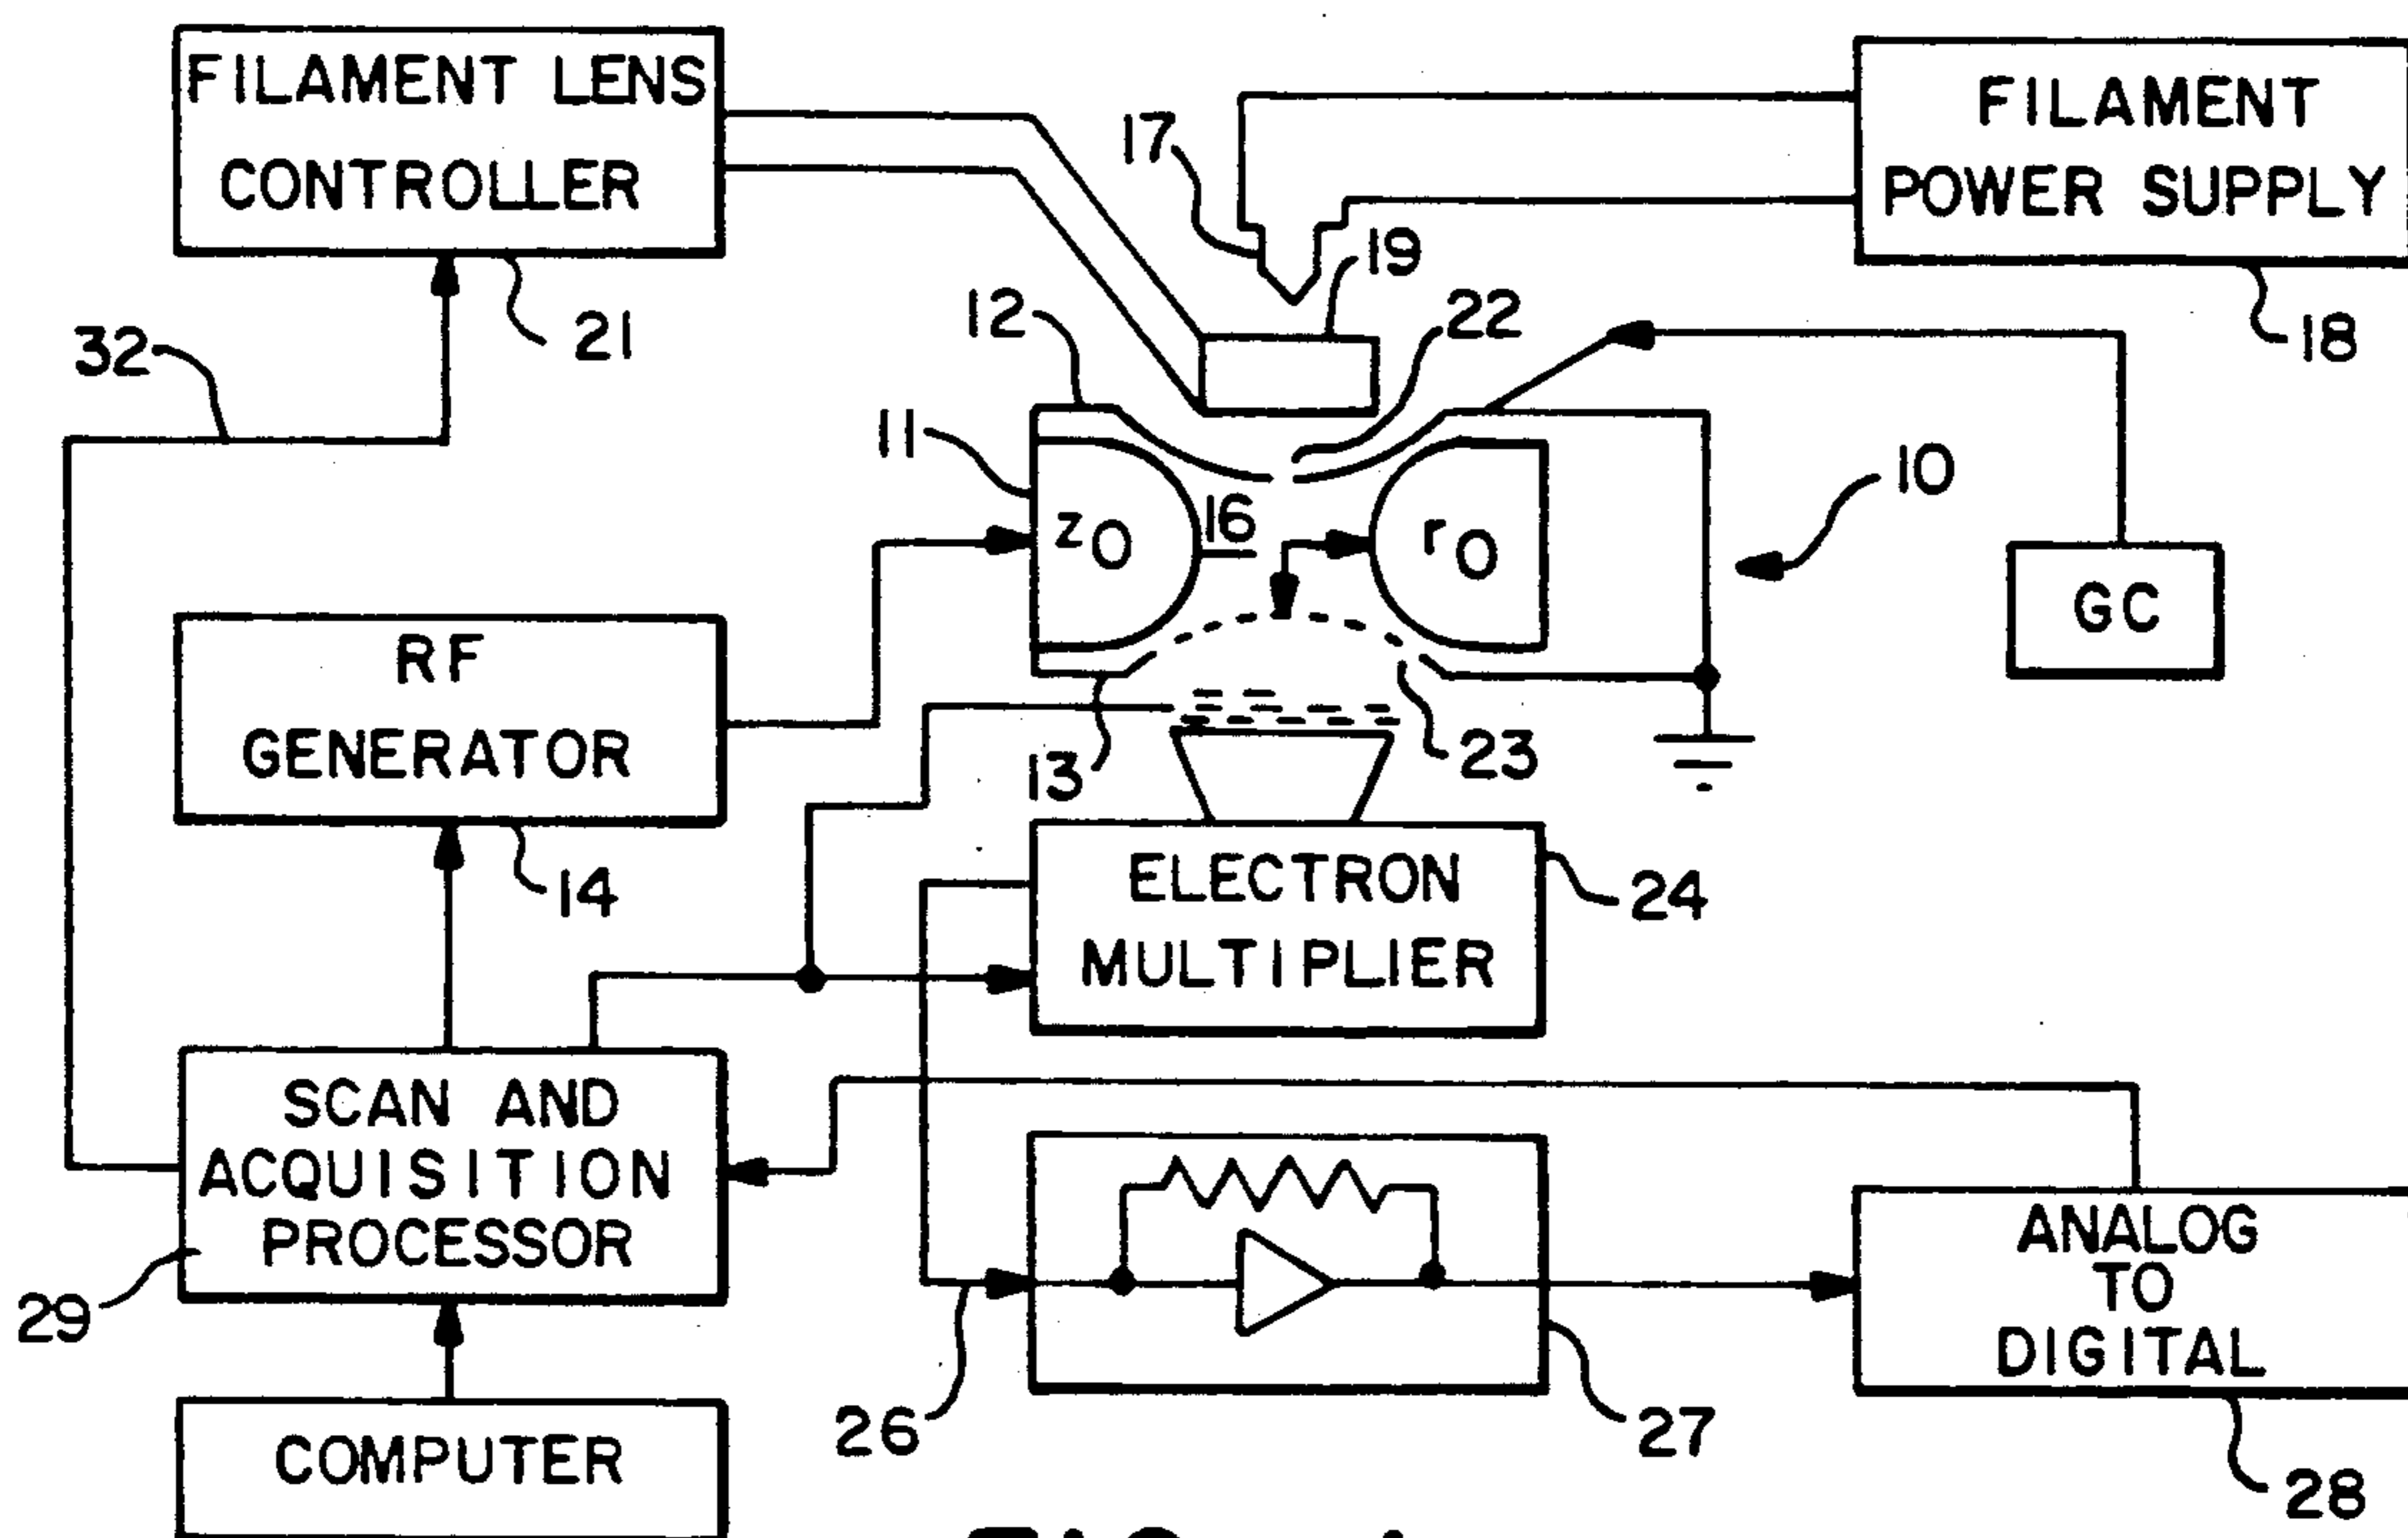 FILAMENT LENS
CONTROLLER
FILAMENT
POWER SUPPLY
17
19
12
22
21
18
32
11
16
10
z0
r0
GC
RF
GENERATOR
13
23
14
ELECTRON
MULTIPLIER
24
SCAN AND
ACQUISITION
PROCESSOR
ANALOG
TO
DIGITAL
29
26
27
COMPUTER
28